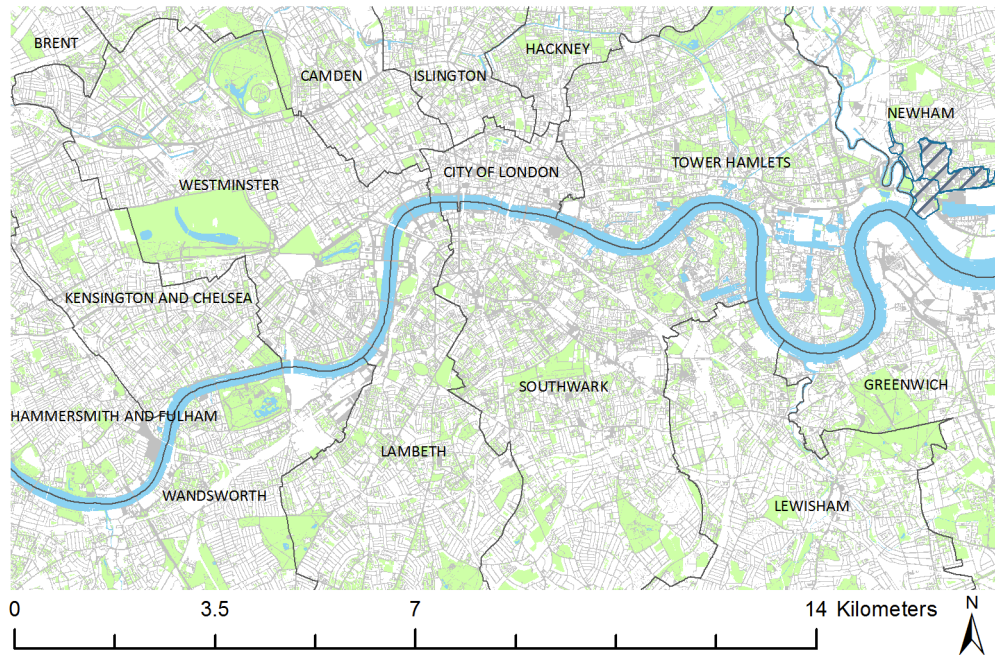 BRENT
HACKNEY
CAMDEN
ISLINGTON
NEWHAM
CITY OF LONDON
TOWER HAMLETS
WESTMINSTER
KENSINGTON AND CHELSEA
SOUTHWARK
GREENWICH
HAMMERSMITH AND FULHAM
LAMBETH
WANDSWORTH
LEWISHAM
0 3.5 7 14 Kilometers
N